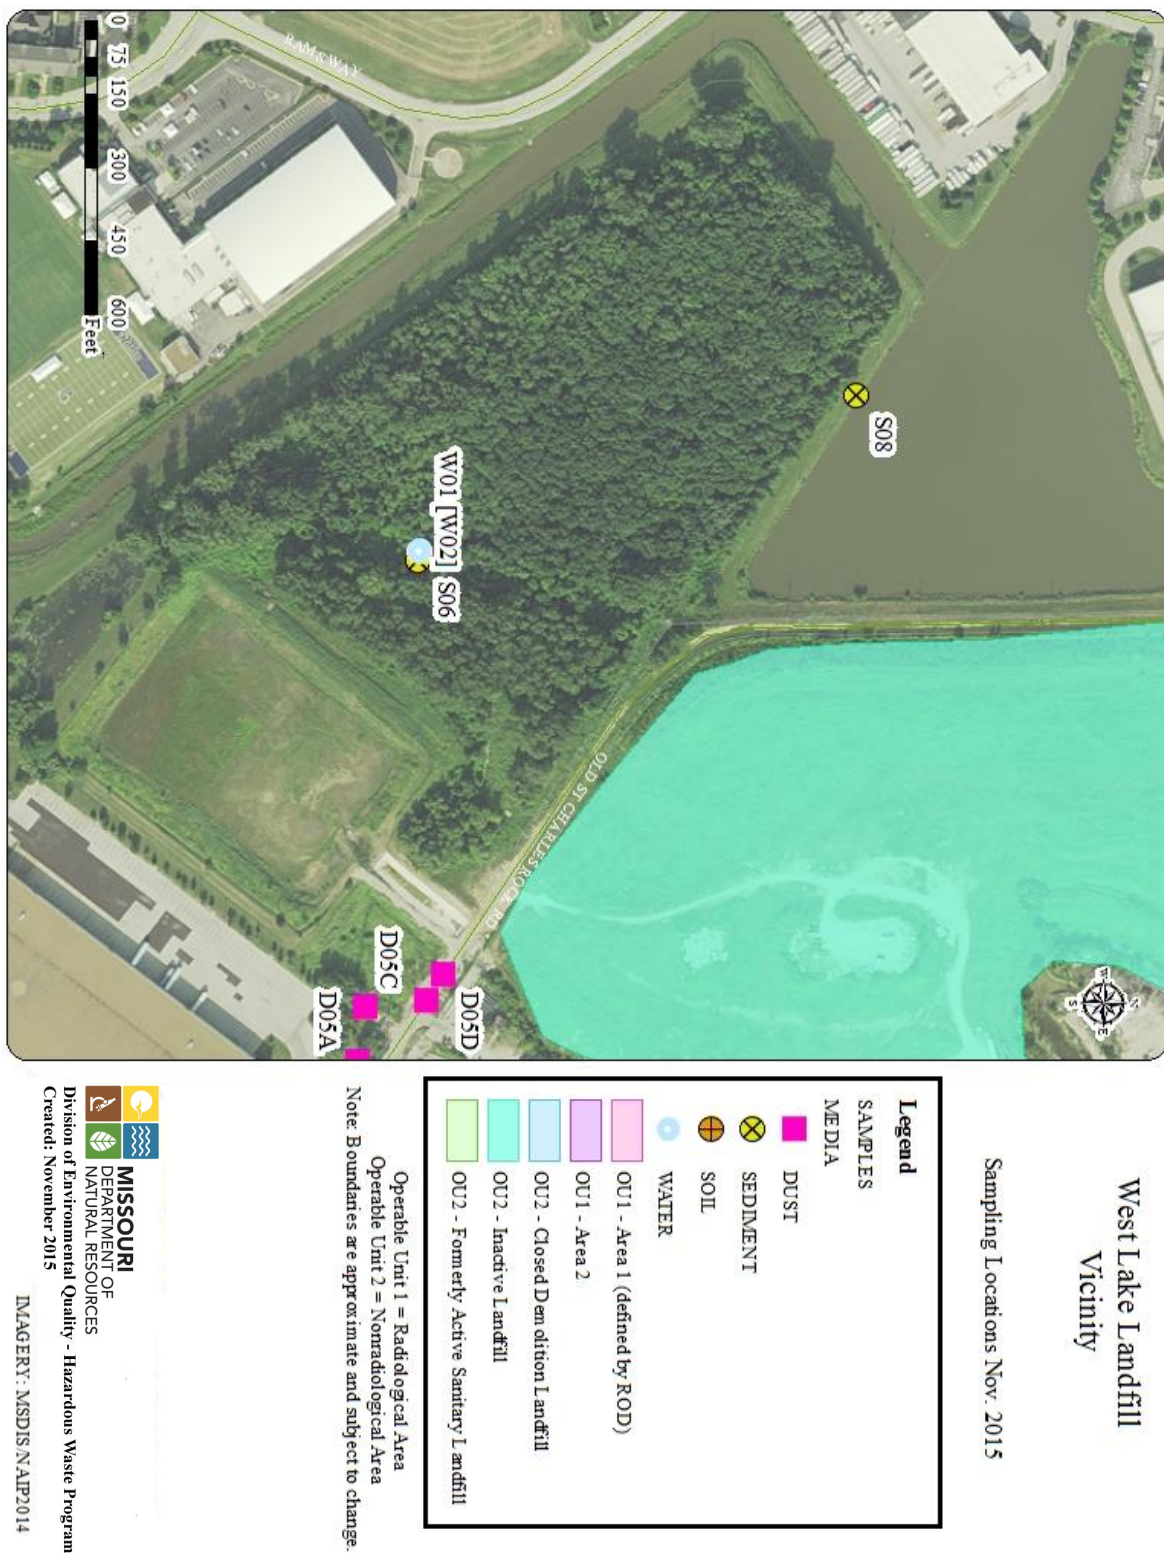 West Lake Landfill
Vicinity
Sampling Locations Nov. 2015
Legend
SAMPLES
MEDIA
DUST
SEDIMENT
SOIL
WATER
OU1 - Area 1 (defined by ROD)
OU1 - Area 2
OU2 - Closed Demolition Landfill
OU2 - Inactive Landfill
OU2 - Formerly Active Sanitary Landfill
Operable Unit 1 = Radiological Area
Operable Unit 2 = Nonradiological Area
Note: Boundaries are approximate and subject to change.
MISSOURI
DEPARTMENT OF
NATURAL RESOURCES
Division of Environmental Quality - Hazardous Waste Program
Created: November 2015
IMAGERY: MSDIS/NAIP2014
N
W
E
S
S08
OLD ST CHARLES ROCK RD
W01 [W02]
S06
D05D
D05C
D05A
RAMS WAY
0 75 150 300 450 600
Feet